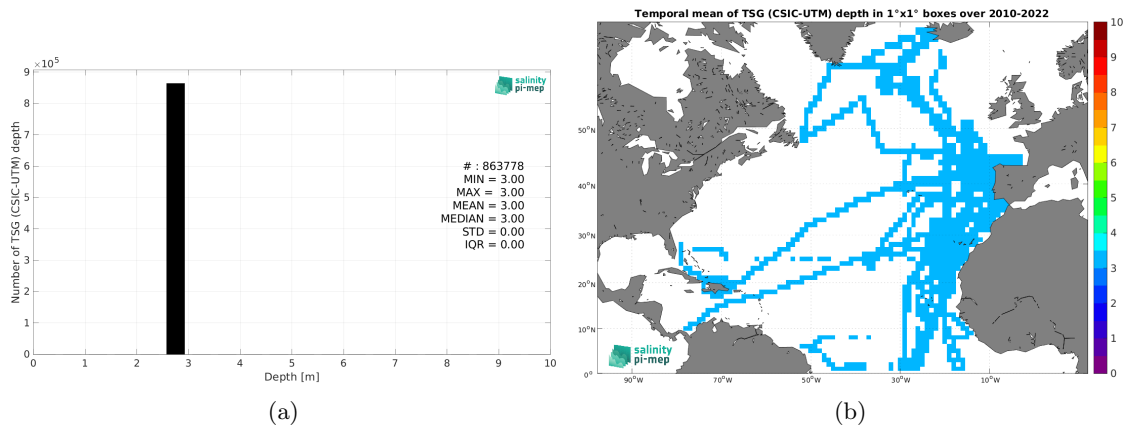 ×10⁵
9
8
7
6
5
4
3
2
1
0
Number of TSG (CSIC-UTM) depth
salinity
pi-mep
# : 863778
MIN = 3.00
MAX = 3.00
MEAN = 3.00
MEDIAN = 3.00
STD = 0.00
IQR = 0.00
0 1 2 3 4 5 6 7 8 9 10
Depth [m]
(a)
Temporal mean of TSG (CSIC-UTM) depth in 1°x1° boxes over 2010-2022
50°N
40°N
30°N
20°N
10°N
0°
90°W 70°W 50°W 30°W 10°W
salinity
pi-mep
10
9
8
7
6
5
4
3
2
1
0
(b)